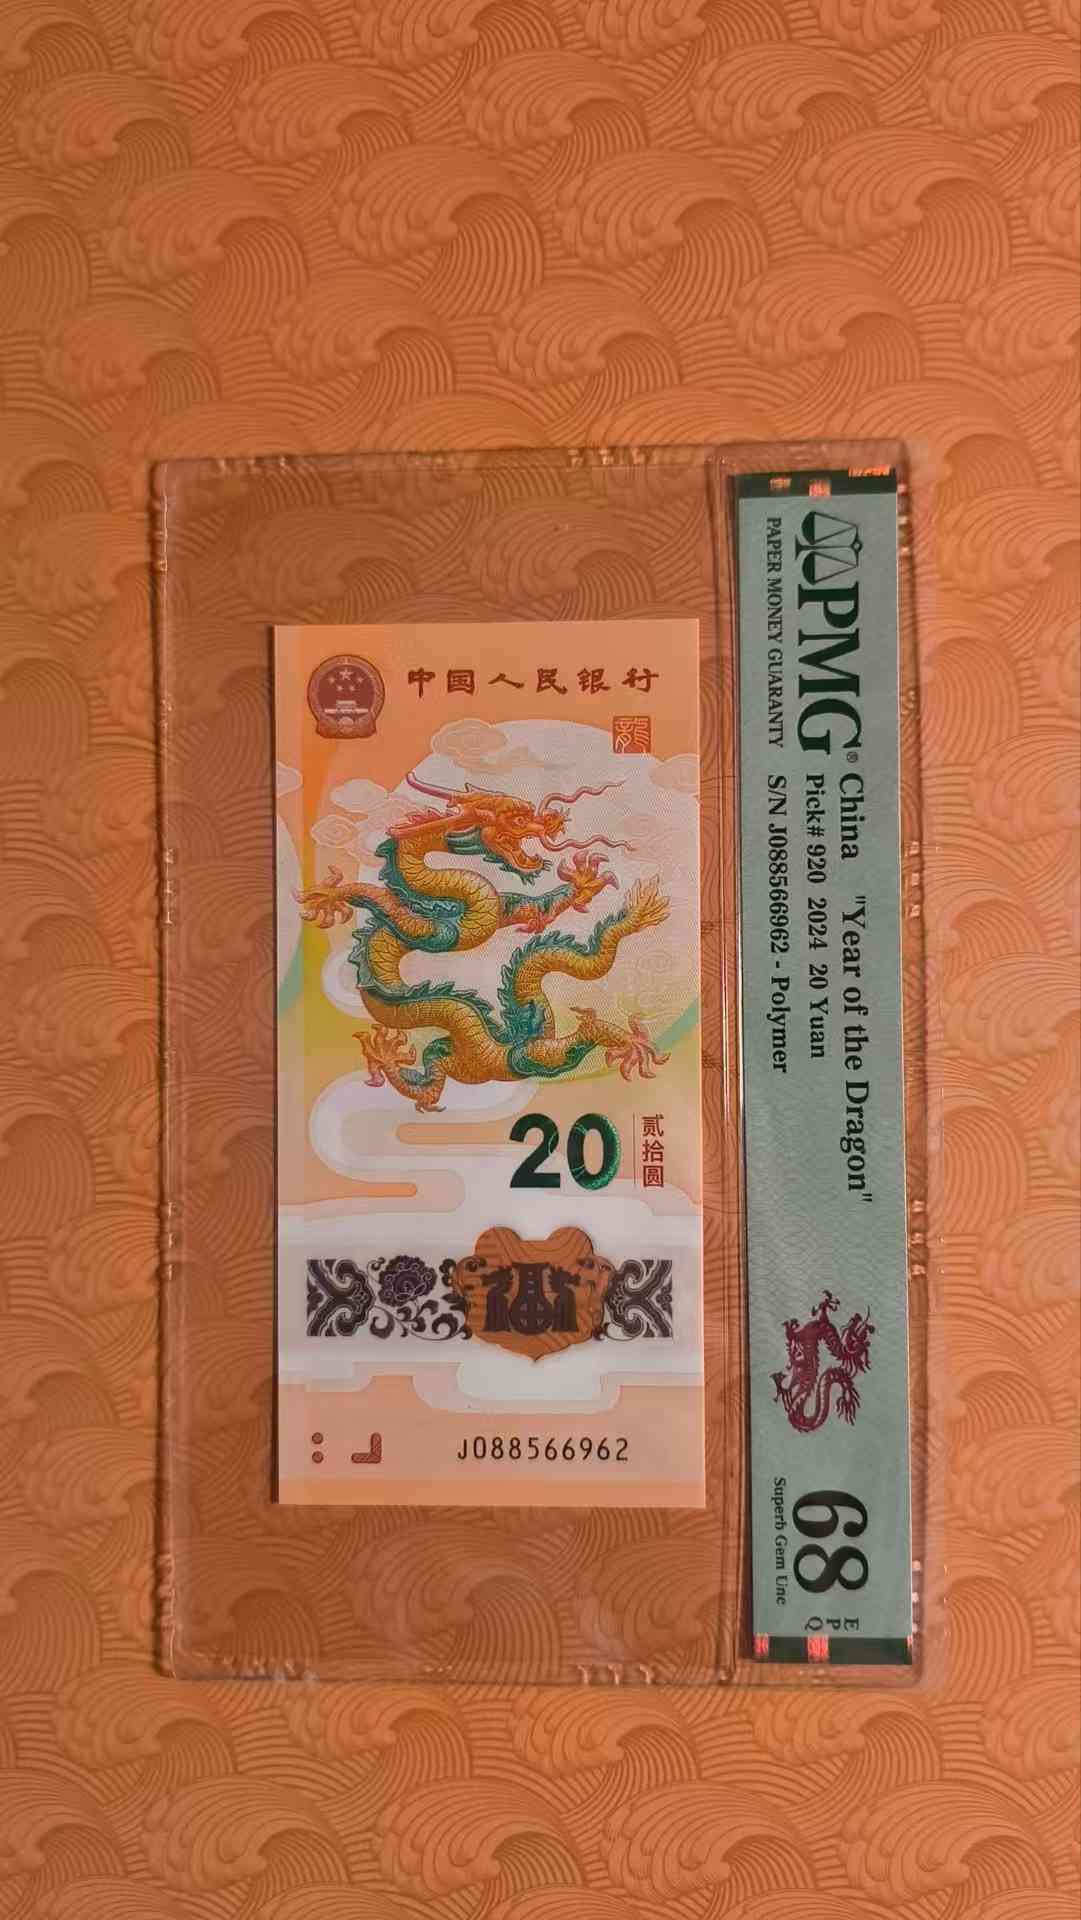 中国人民银行
龍
20
贰拾圆
福
J088566962
PMG®
PAPER MONEY GUARANTY
China "Year of the Dragon"
Pick# 920 2024 20 Yuan
S/N J088566962 - Polymer
68 EPQ
Superb Gem Unc